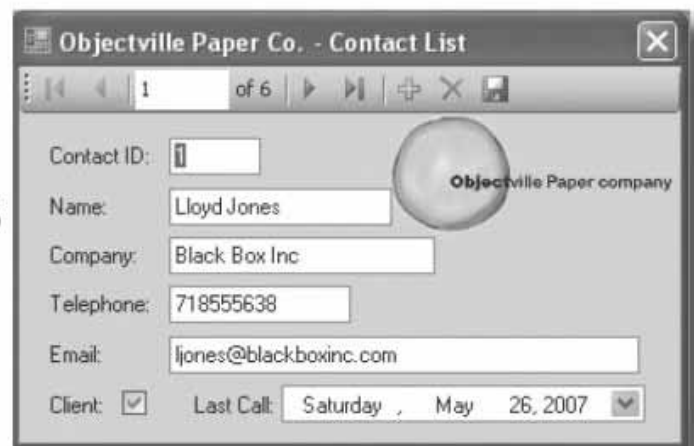 Objectville Paper Co. - Contact List
1 of 6
Contact ID: 1
Objectville Paper company
Name: Lloyd Jones
Company: Black Box Inc
Telephone: 718555638
Email: ljones@blackboxinc.com
Client: Last Call: Saturday , May 26, 2007